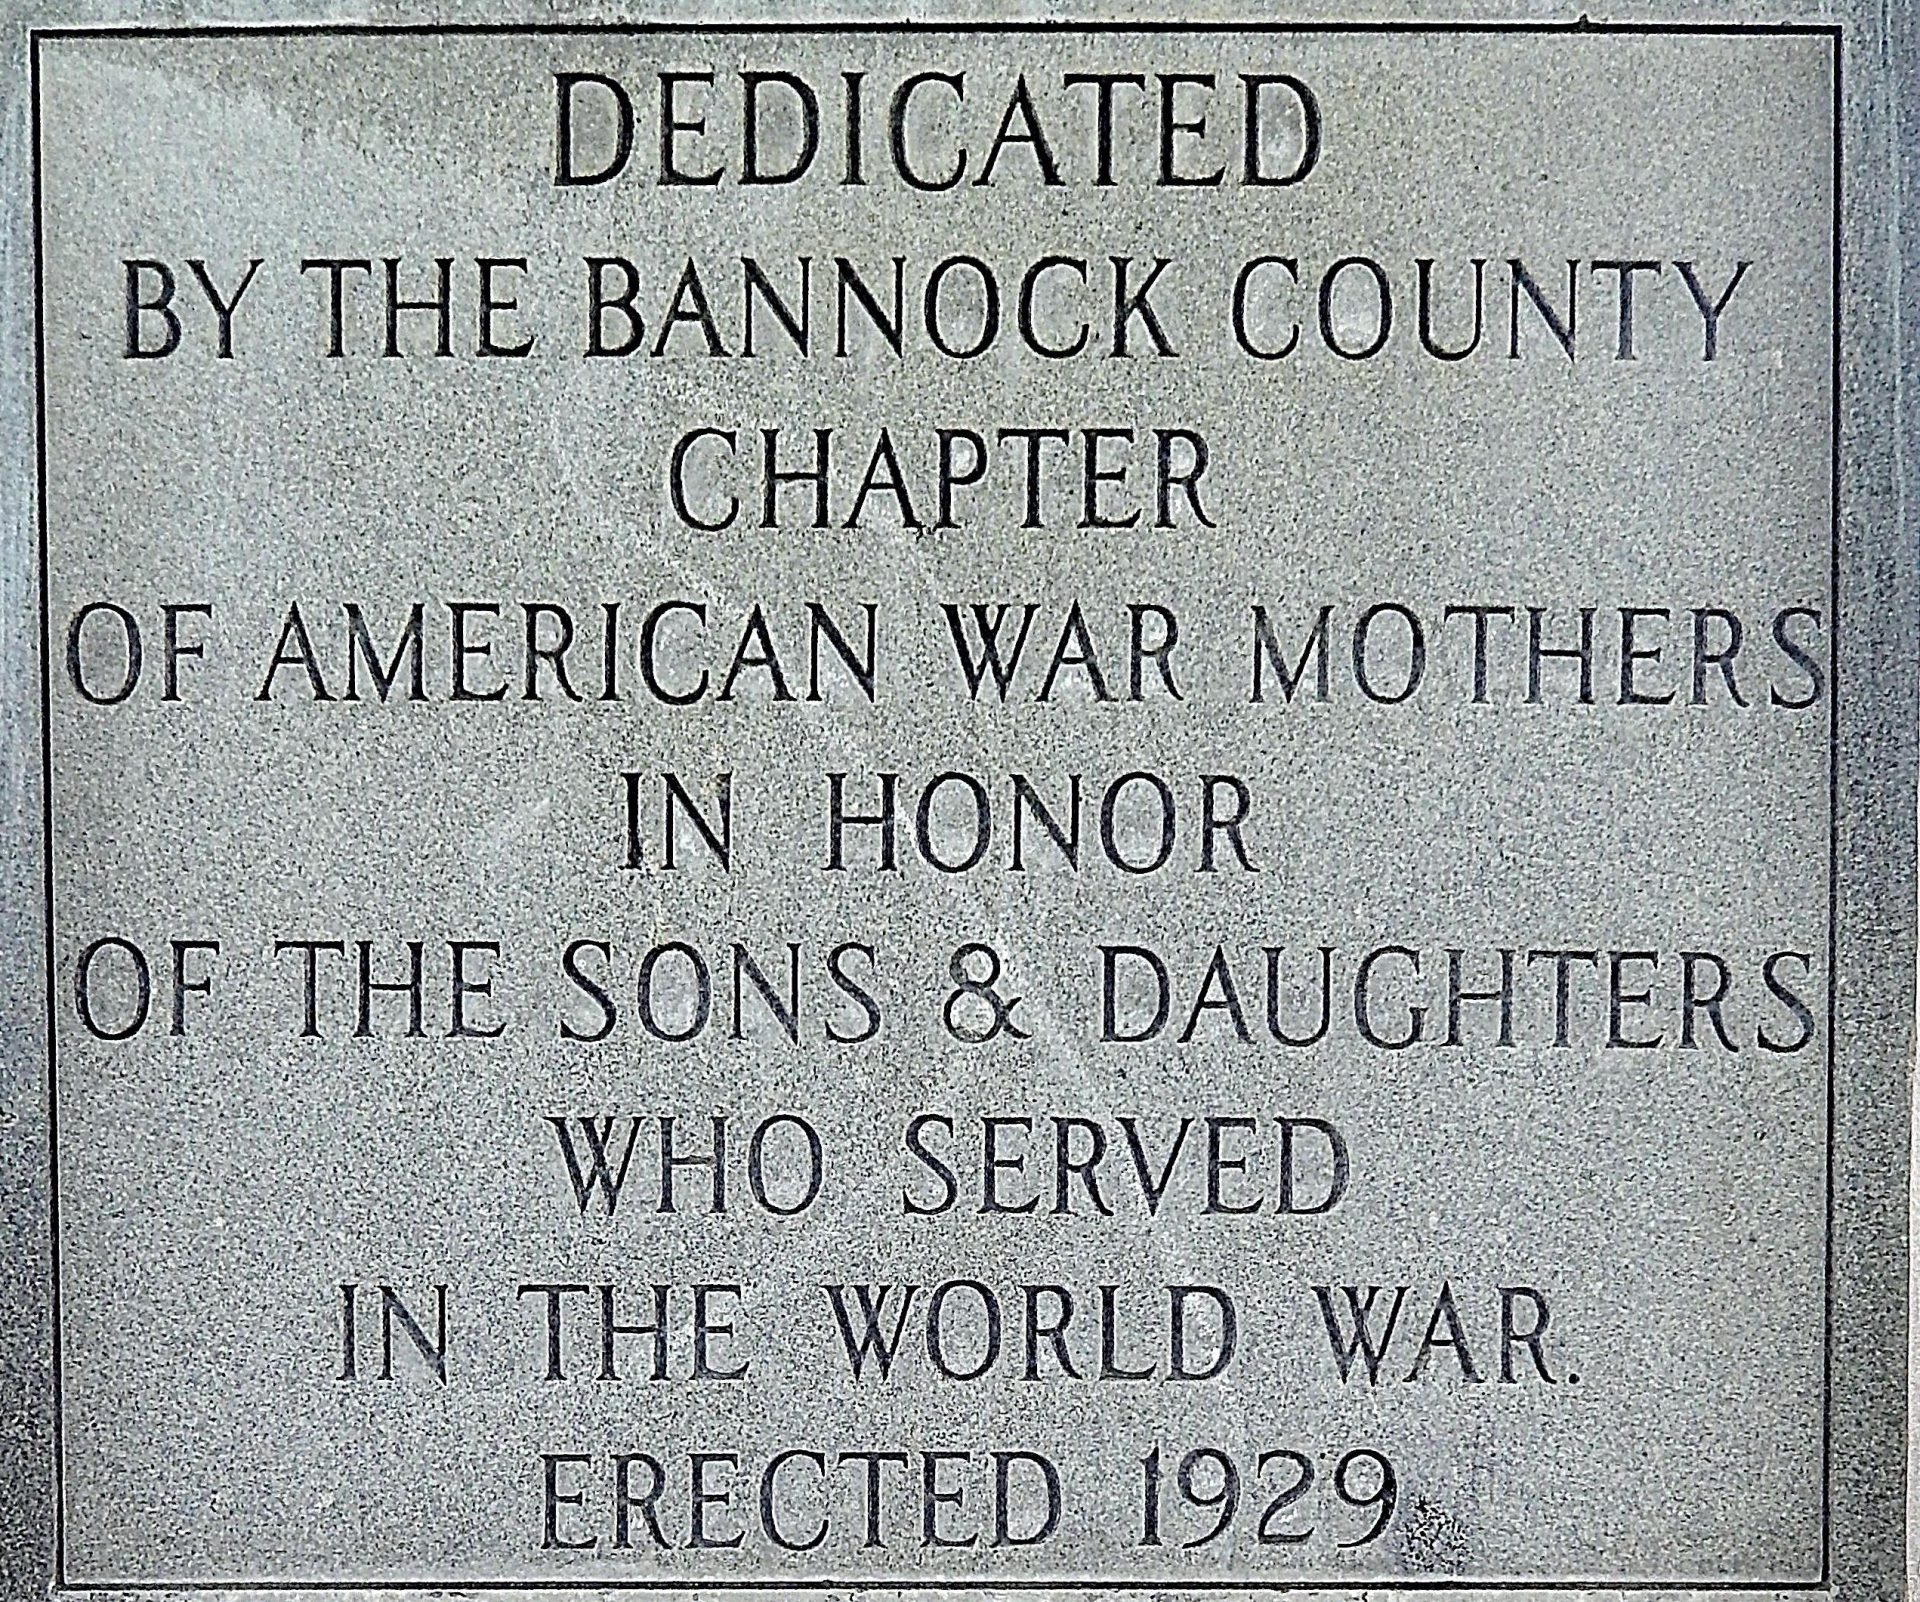 DEDICATED
BY THE BANNOCK COUNTY
CHAPTER
OF AMERICAN WAR MOTHERS
IN HONOR
OF THE SONS & DAUGHTERS
WHO SERVED
IN THE WORLD WAR.
ERECTED 1929